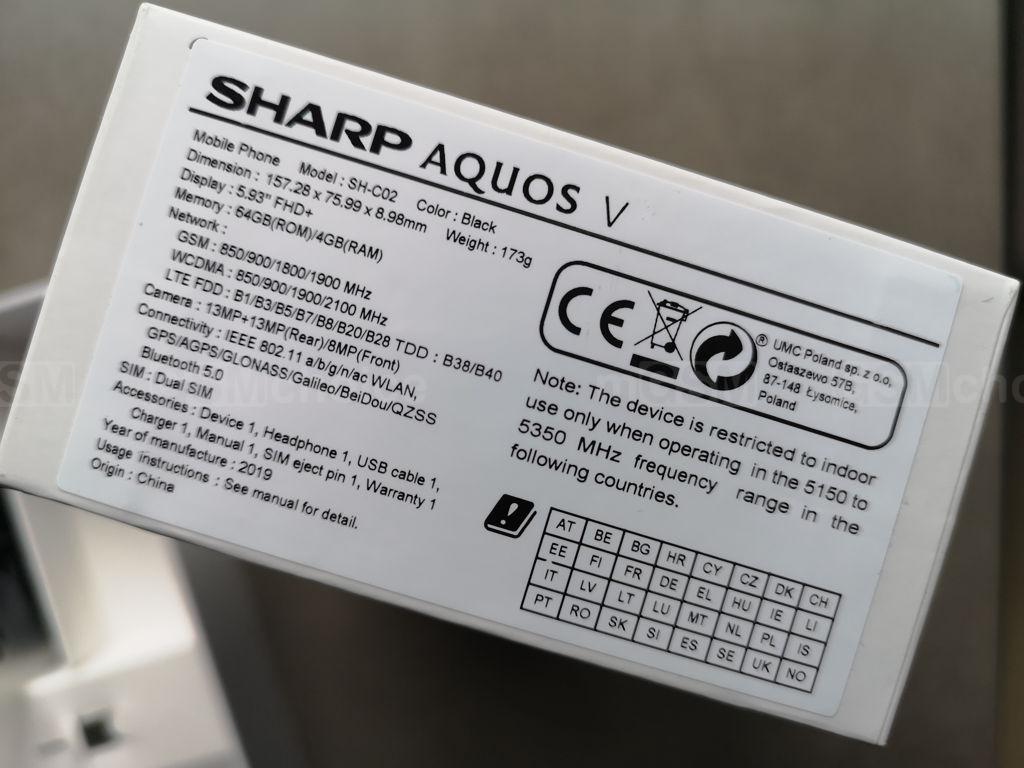 SHARP AQUOS V
Mobile Phone Model : SH-C02 Color : Black
Dimension : 157.28 x 75.99 x 8.98mm Weight : 173g
Display : 5.93" FHD+
Memory : 64GB(ROM)/4GB(RAM)
Network :
GSM : 850/900/1800/1900 MHz
WCDMA : 850/900/1900/2100 MHz
LTE FDD : B1/B3/B5/B7/B8/B20/B28 TDD : B38/B40
Camera : 13MP+13MP(Rear)/8MP(Front)
Connectivity : IEEE 802.11 a/b/g/n/ac WLAN,
GPS/AGPS/GLONASS/Galileo/BeiDou/QZSS
Bluetooth 5.0
SIM : Dual SIM
Accessories : Device 1, Headphone 1, USB cable 1,
Charger 1, Manual 1, SIM eject pin 1, Warranty 1
Year of manufacture : 2019
Usage instructions : See manual for detail.
Origin : China
CE
® UMC Poland sp. z o.o.
Ostaszewo 57B,
87-148 Łysomice,
Poland
Note: The device is restricted to indoor
use only when operating in the 5150 to
5350 MHz frequency range in the
following countries.
AT BE BG HR CY CZ DK CH
EE FI FR DE EL HU IE LI
IT LV LT LU MT NL PL IS
PT RO SK SI ES SE UK NO